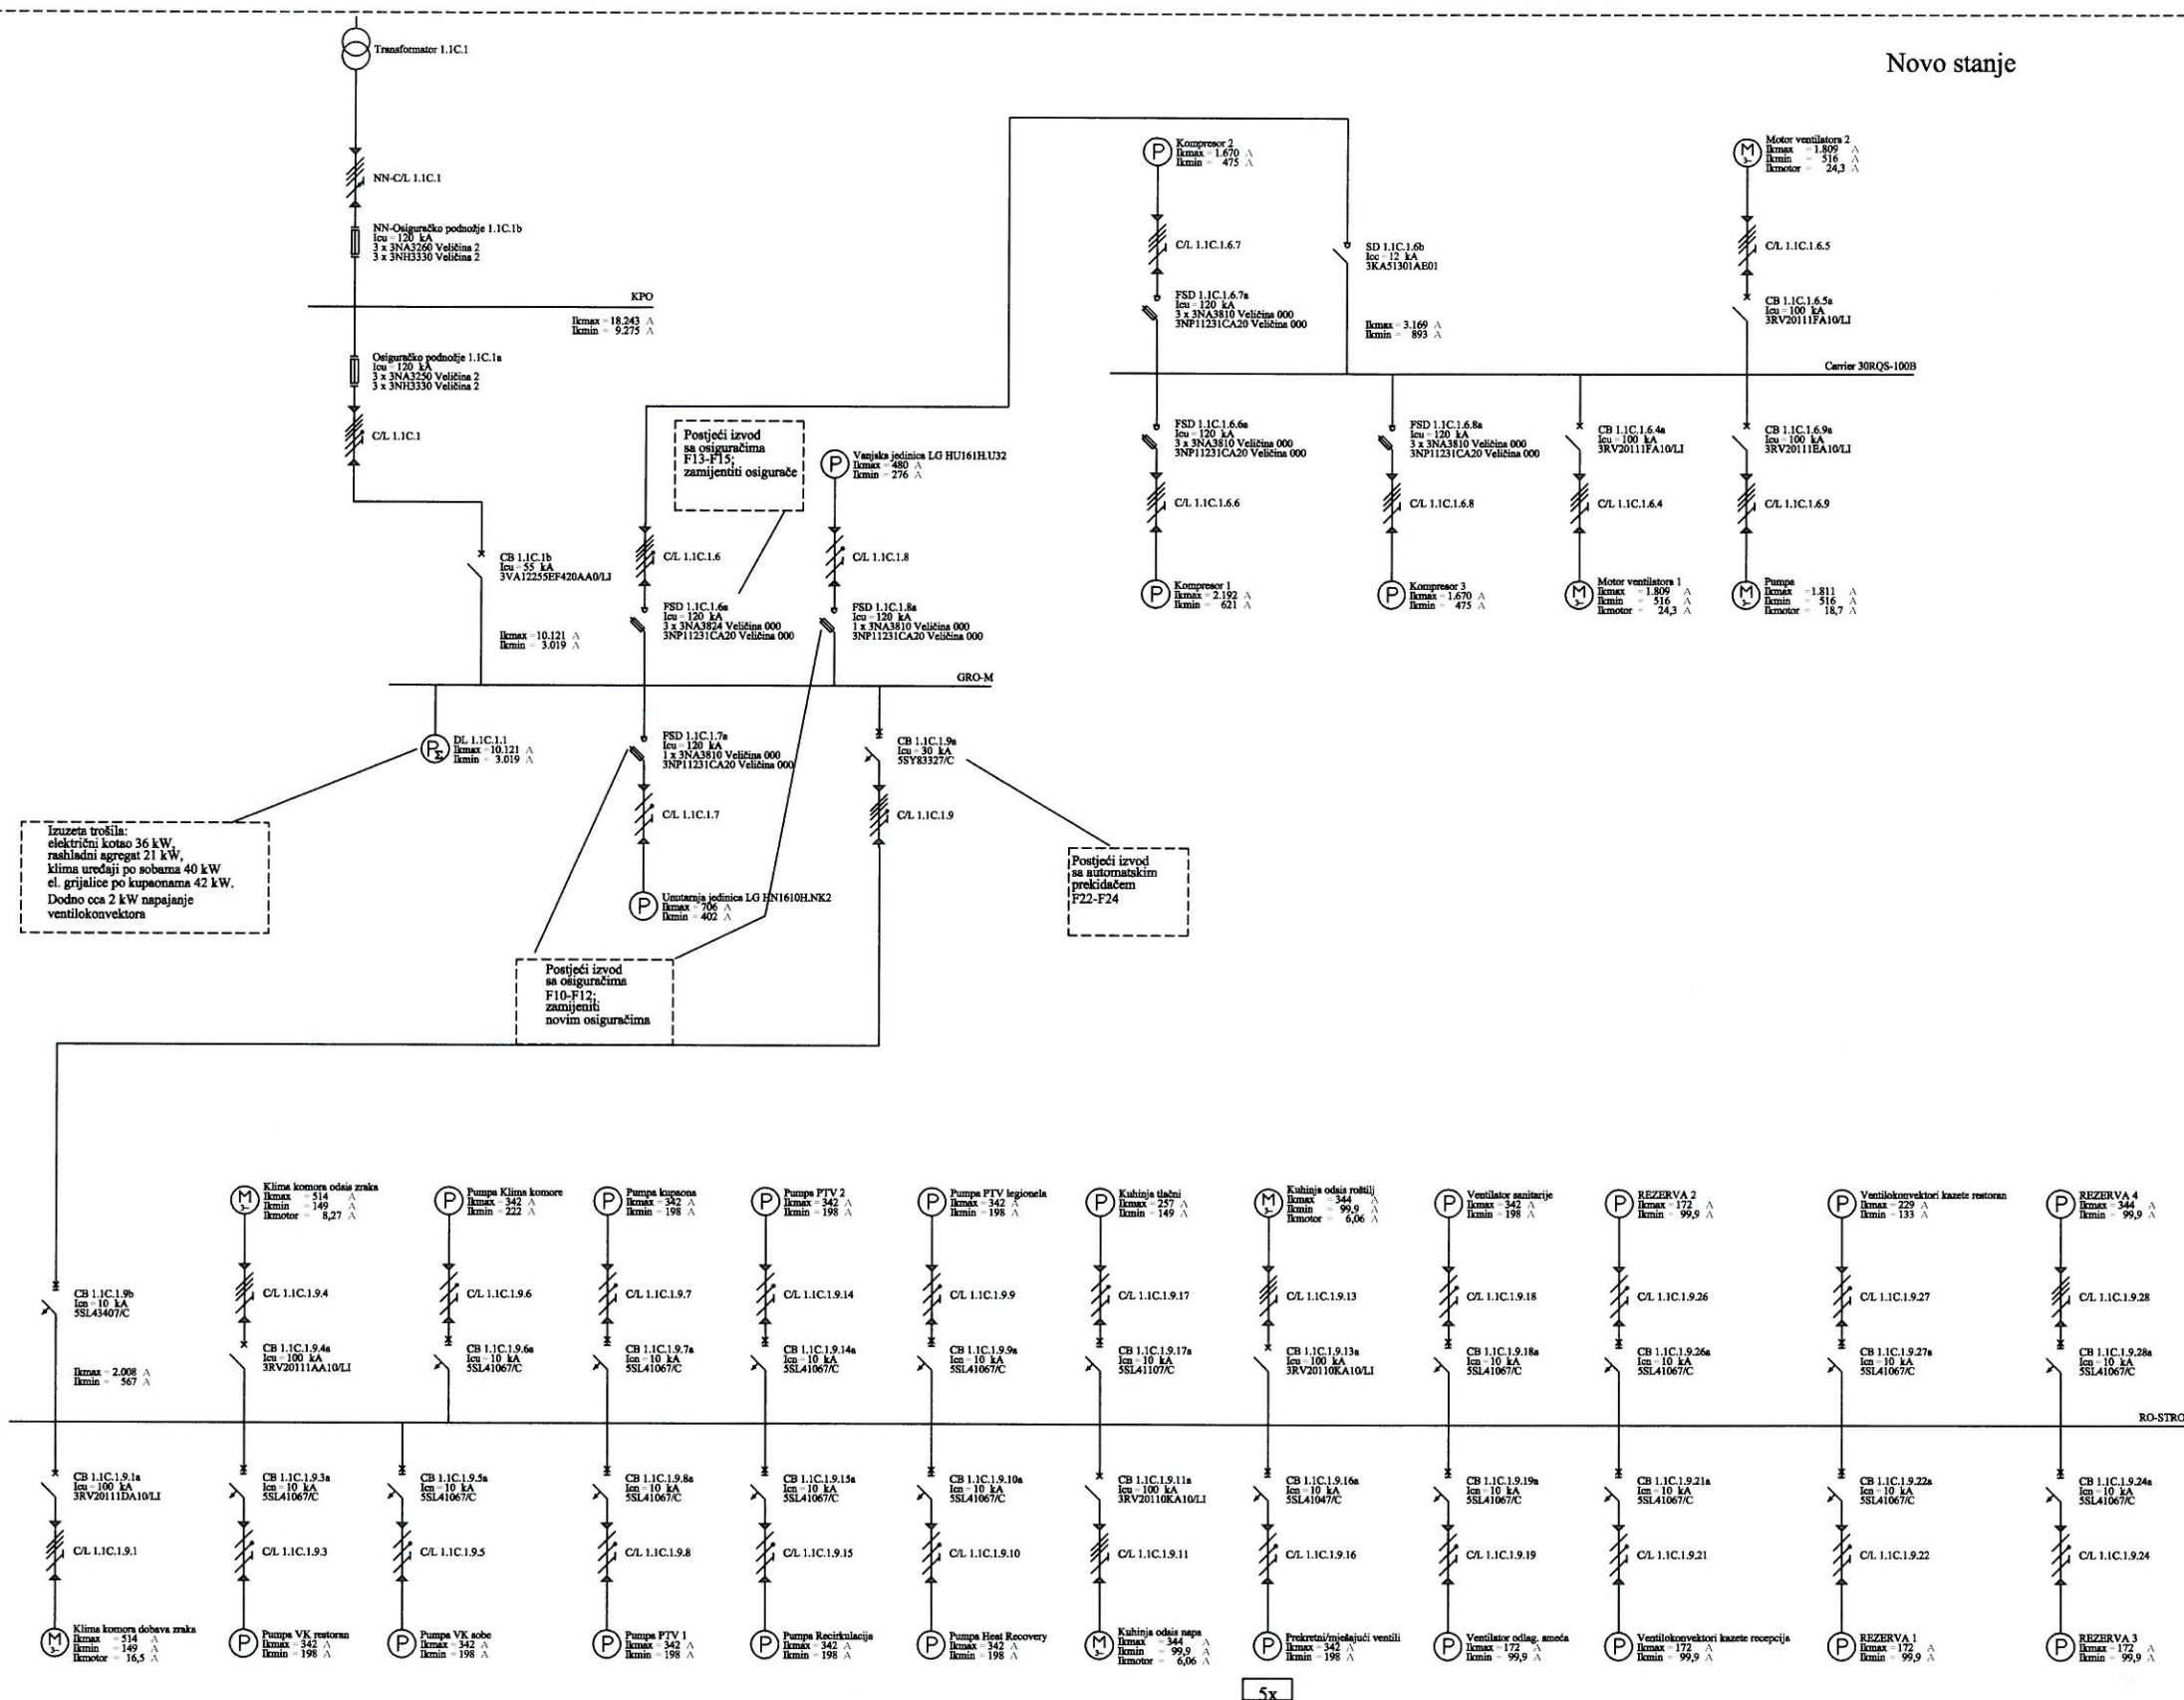 Novo stanje
Transformator 1.1C.1
NN-C/L 1.1C.1
NN-Osiguračko podnožje 1.1C.1b
Icu = 120 kA
3 x 3NA3260 Veličina 2
3 x 3NH3330 Veličina 2
KPO
Ikmax = 18.243 A
Ikmin = 9.275 A
Osiguračko podnožje 1.1C.1a
Icu = 120 kA
3 x 3NA3250 Veličina 2
3 x 3NH3330 Veličina 2
C/L 1.1C.1
CB 1.1C.1b
Icu = 55 kA
3VA12255EF420AA0/LI
Ikmax = 10.121 A
Ikmin = 3.019 A
Postjeći izvod
sa osiguračima
F13-F15;
zamijentiti osigurače
C/L 1.1C.1.6
FSD 1.1C.1.6a
Icu = 120 kA
3 x 3NA3824 Veličina 000
3NP11231CA20 Veličina 000
Vanjska jedinica LG HU161H.U32
Ikmax = 480 A
Ikmin = 276 A
C/L 1.1C.1.8
FSD 1.1C.1.8a
Icu = 120 kA
1 x 3NA3810 Veličina 000
3NP11231CA20 Veličina 000
GRO-M
Kompresor 2
Ikmax = 1.670 A
Ikmin = 475 A
C/L 1.1C.1.6.7
FSD 1.1C.1.6.7a
Icu = 120 kA
3 x 3NA3810 Veličina 000
3NP11231CA20 Veličina 000
SD 1.1C.1.6b
Icc = 12 kA
3KA51301AE01
Ikmax = 3.169 A
Ikmin = 893 A
Motor ventilatora 2
Ikmax = 1.809 A
Ikmin = 516 A
Ikmotor = 24,3 A
C/L 1.1C.1.6.5
CB 1.1C.1.6.5a
Icu = 100 kA
3RV20111FA10/LI
Carrier 30RQS-100B
FSD 1.1C.1.6.6a
Icu = 120 kA
3 x 3NA3810 Veličina 000
3NP11231CA20 Veličina 000
C/L 1.1C.1.6.6
Kompresor 1
Ikmax = 2.192 A
Ikmin = 621 A
FSD 1.1C.1.6.8a
Icu = 120 kA
3 x 3NA3810 Veličina 000
3NP11231CA20 Veličina 000
C/L 1.1C.1.6.8
Kompresor 3
Ikmax = 1.670 A
Ikmin = 475 A
CB 1.1C.1.6.4a
Icu = 100 kA
3RV20111FA10/LI
C/L 1.1C.1.6.4
Motor ventilatora 1
Ikmax = 1.809 A
Ikmin = 516 A
Ikmotor = 24,3 A
CB 1.1C.1.6.9a
Icu = 100 kA
3RV20111EA10/LI
C/L 1.1C.1.6.9
Pumpa
Ikmax = 1.811 A
Ikmin = 516 A
Ikmotor = 18,7 A
DL 1.1C.1.1
Ikmax = 10.121 A
Ikmin = 3.019 A
FSD 1.1C.1.7a
Icu = 120 kA
1 x 3NA3810 Veličina 000
3NP11231CA20 Veličina 000
C/L 1.1C.1.7
Unutarnja jedinica LG HN1610H.NK2
Ikmax = 706 A
Ikmin = 402 A
CB 1.1C.1.9a
Icu = 30 kA
5SY83327/C
C/L 1.1C.1.9
Izuzeta trošila:
električni kotao 36 kW,
rashladni agregat 21 kW,
klima uređaji po sobama 40 kW
el. grijalice po kupaonama 42 kW.
Dodno cca 2 kW napajanje
ventilokonvektora
Postjeći izvod
sa automatskim
prekidačem
F22-F24
Postjeći izvod
sa osiguračima
F10-F12;
zamijeniti
novim osiguračima
CB 1.1C.1.9b
Icn = 10 kA
5SL43407/C
Ikmax = 2.008 A
Ikmin = 567 A
Klima komora odsis zraka
Ikmax = 514 A
Ikmin = 149 A
Ikmotor = 8,27 A
C/L 1.1C.1.9.4
CB 1.1C.1.9.4a
Icu = 100 kA
3RV20111AA10/LI
Pumpa Klima komore
Ikmax = 342 A
Ikmin = 222 A
C/L 1.1C.1.9.6
CB 1.1C.1.9.6a
Icu = 10 kA
5SL41067/C
Pumpa kupaona
Ikmax = 342 A
Ikmin = 198 A
C/L 1.1C.1.9.7
CB 1.1C.1.9.7a
Icn = 10 kA
5SL41067/C
Pumpa PTV 2
Ikmax = 342 A
Ikmin = 198 A
C/L 1.1C.1.9.14
CB 1.1C.1.9.14a
Icn = 10 kA
5SL41067/C
Pumpa PTV legionela
Ikmax = 342 A
Ikmin = 198 A
C/L 1.1C.1.9.9
CB 1.1C.1.9.9a
Icn = 10 kA
5SL41067/C
Kuhinja tlačni
Ikmax = 257 A
Ikmin = 149 A
C/L 1.1C.1.9.17
CB 1.1C.1.9.17a
Icn = 10 kA
5SL41107/C
Kuhinja odsis roštilj
Ikmax = 344 A
Ikmin = 99,9 A
Ikmotor = 6,06 A
C/L 1.1C.1.9.13
CB 1.1C.1.9.13a
Icu = 100 kA
3RV20110KA10/LI
Ventilator sanitarije
Ikmax = 342 A
Ikmin = 198 A
C/L 1.1C.1.9.18
CB 1.1C.1.9.18a
Icn = 10 kA
5SL41067/C
REZERVA 2
Ikmax = 172 A
Ikmin = 99,9 A
C/L 1.1C.1.9.26
CB 1.1C.1.9.26a
Icn = 10 kA
5SL41067/C
Ventilokonvektori kazete restoran
Ikmax = 229 A
Ikmin = 133 A
C/L 1.1C.1.9.27
CB 1.1C.1.9.27a
Icn = 10 kA
5SL41067/C
REZERVA 4
Ikmax = 344 A
Ikmin = 99,9 A
C/L 1.1C.1.9.28
CB 1.1C.1.9.28a
Icn = 10 kA
5SL41067/C
RO-STRO
CB 1.1C.1.9.1a
Icu = 100 kA
3RV20111DA10/LI
C/L 1.1C.1.9.1
Klima komora dobava zraka
Ikmax = 514 A
Ikmin = 149 A
Ikmotor = 16,5 A
CB 1.1C.1.9.3a
Icn = 10 kA
5SL41067/C
C/L 1.1C.1.9.3
Pumpa VK restoran
Ikmax = 342 A
Ikmin = 198 A
CB 1.1C.1.9.5a
Icn = 10 kA
5SL41067/C
C/L 1.1C.1.9.5
Pumpa VK sobe
Ikmax = 342 A
Ikmin = 198 A
CB 1.1C.1.9.8a
Icn = 10 kA
5SL41067/C
C/L 1.1C.1.9.8
Pumpa PTV 1
Ikmax = 342 A
Ikmin = 198 A
CB 1.1C.1.9.15a
Icn = 10 kA
5SL41067/C
C/L 1.1C.1.9.15
Pumpa Recirkulacija
Ikmax = 342 A
Ikmin = 198 A
CB 1.1C.1.9.10a
Icn = 10 kA
5SL41067/C
C/L 1.1C.1.9.10
Pumpa Heat Recovery
Ikmax = 342 A
Ikmin = 198 A
CB 1.1C.1.9.11a
Icu = 100 kA
3RV20110KA10/LI
C/L 1.1C.1.9.11
Kuhinja odsis napa
Ikmax = 344 A
Ikmin = 99,9 A
Ikmotor = 6,06 A
CB 1.1C.1.9.16a
Icn = 10 kA
5SL41047/C
C/L 1.1C.1.9.16
Prekretni/mješajući ventili
Ikmax = 342 A
Ikmin = 198 A
CB 1.1C.1.9.19a
Icn = 10 kA
5SL41067/C
C/L 1.1C.1.9.19
Ventilator odlag. smeća
Ikmax = 172 A
Ikmin = 99,9 A
CB 1.1C.1.9.21a
Icn = 10 kA
5SL41067/C
C/L 1.1C.1.9.21
Ventilokonvektori kazete recepcija
Ikmax = 172 A
Ikmin = 99,9 A
CB 1.1C.1.9.22a
Icn = 10 kA
5SL41067/C
C/L 1.1C.1.9.22
REZERVA 1
Ikmax = 172 A
Ikmin = 99,9 A
CB 1.1C.1.9.24a
Icn = 10 kA
5SL41067/C
C/L 1.1C.1.9.24
REZERVA 3
Ikmax = 172 A
Ikmin = 99,9 A
5x